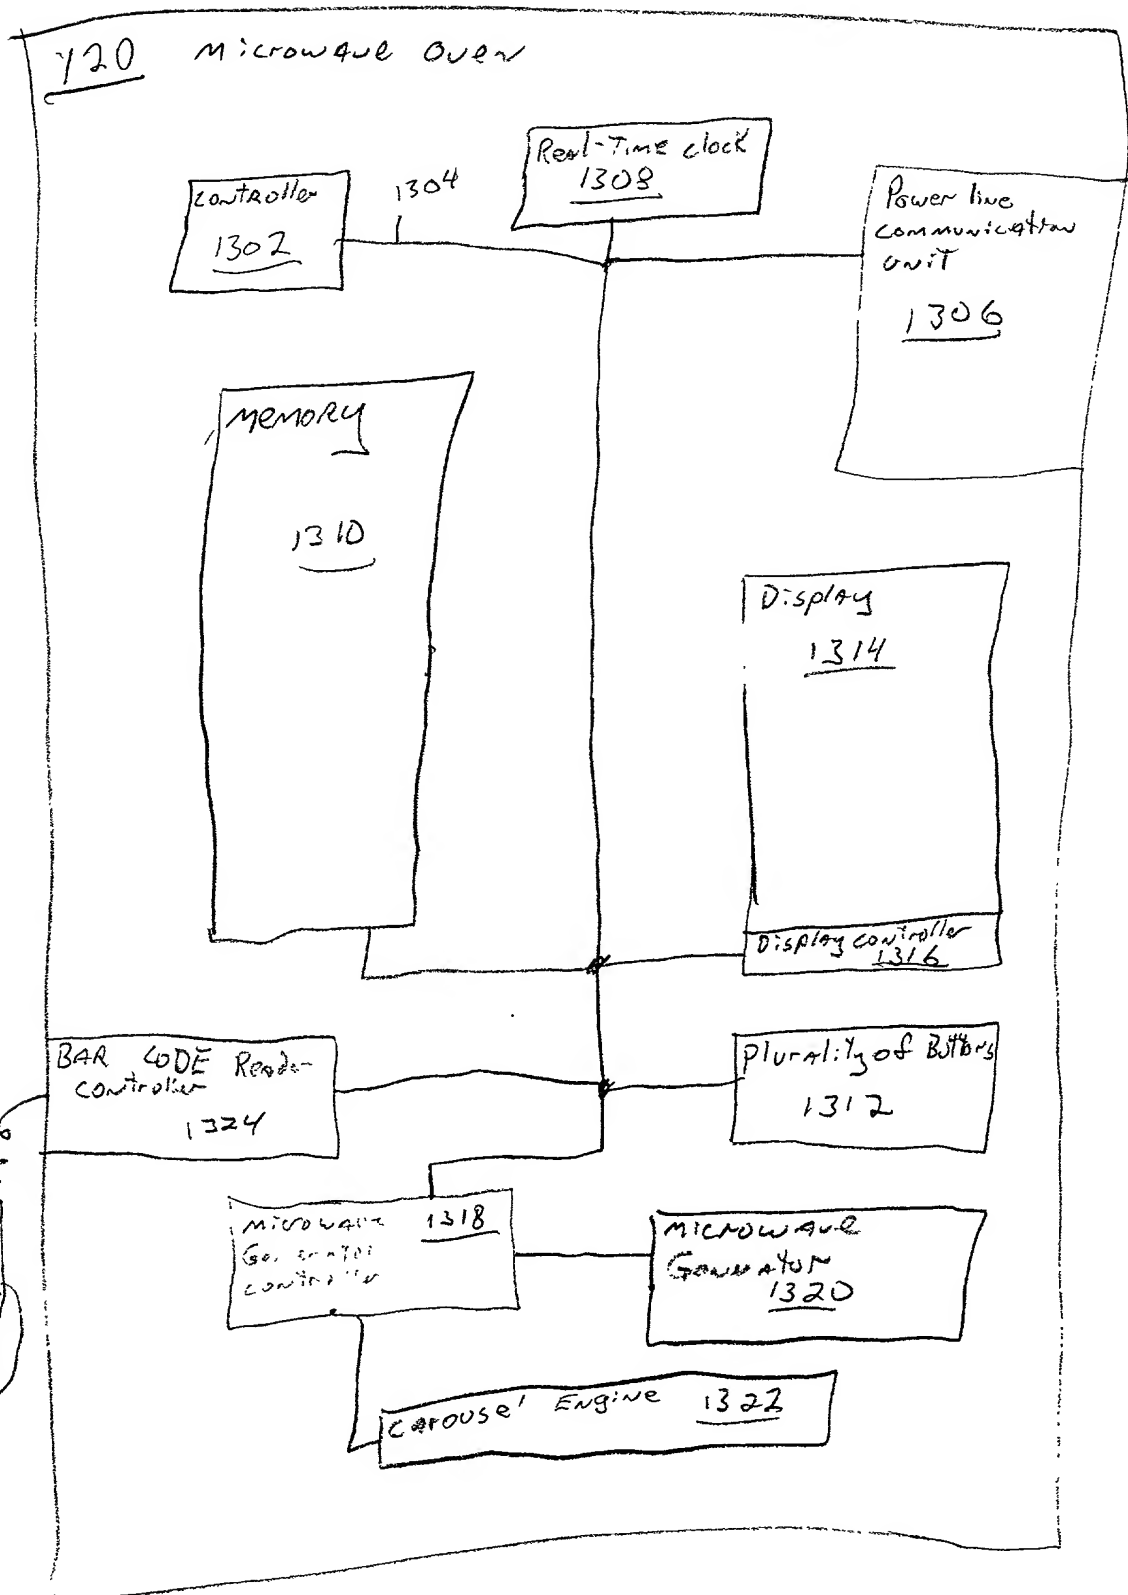 420 Microwave Oven
Real-Time clock
1308
controller
1302
1304
Power line
communication
unit
1306
Memory
1310
Display
1314
Display controller
1316
BAR CODE Reader
controller
1324
Plurality of Buttons
1312
Microwave 1318
Generator
controller
Microwave
Generator
1320
Carousel Engine 1322